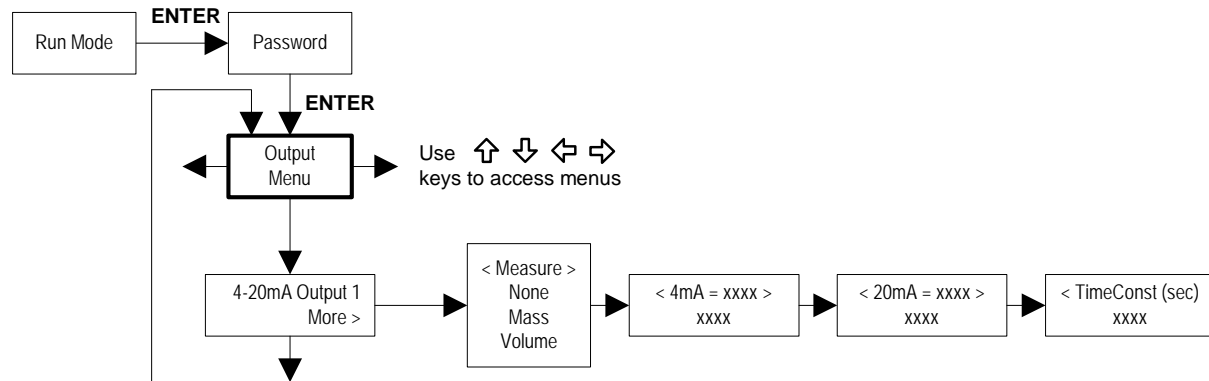 ENTER
Run Mode
Password
ENTER
Output
Menu
Use
keys to access menus
4-20mA Output 1
More >
< Measure >
None
Mass
Volume
< 4mA = xxxx >
xxxx
< 20mA = xxxx >
xxxx
< TimeConst (sec)
xxxx